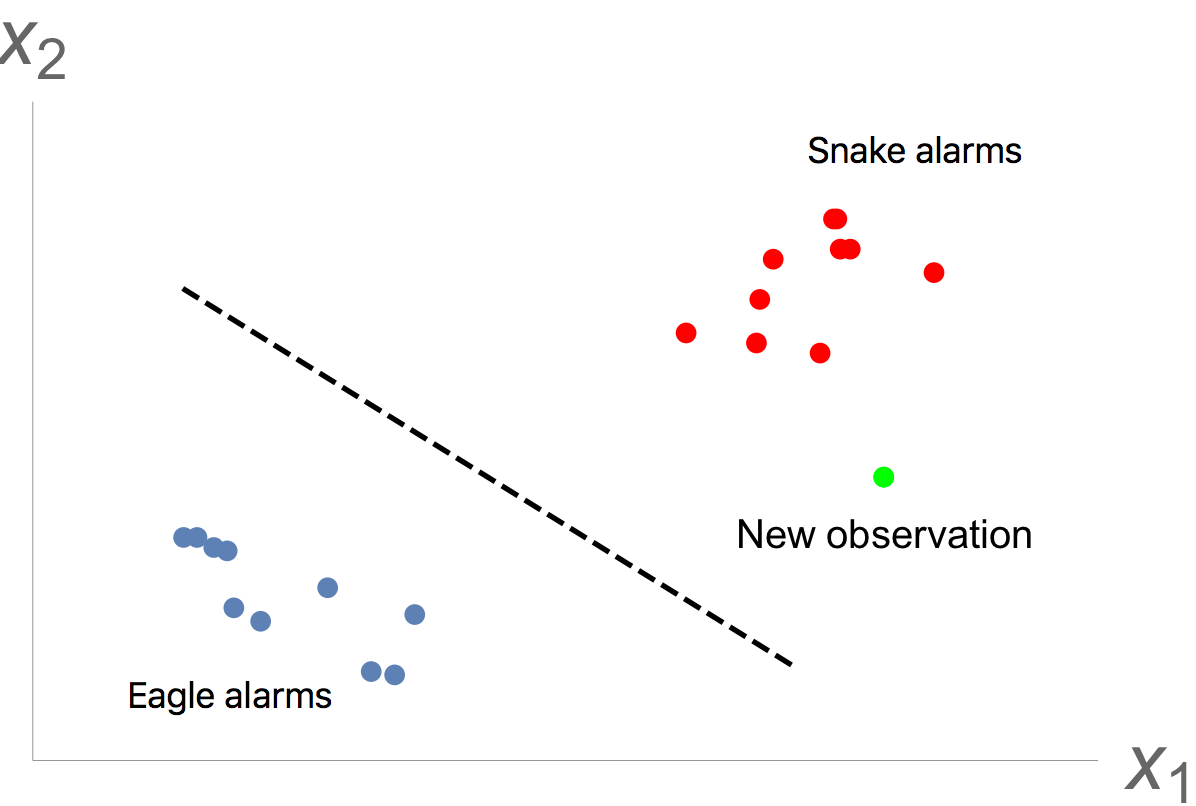 x2
Snake alarms
New observation
Eagle alarms
x1